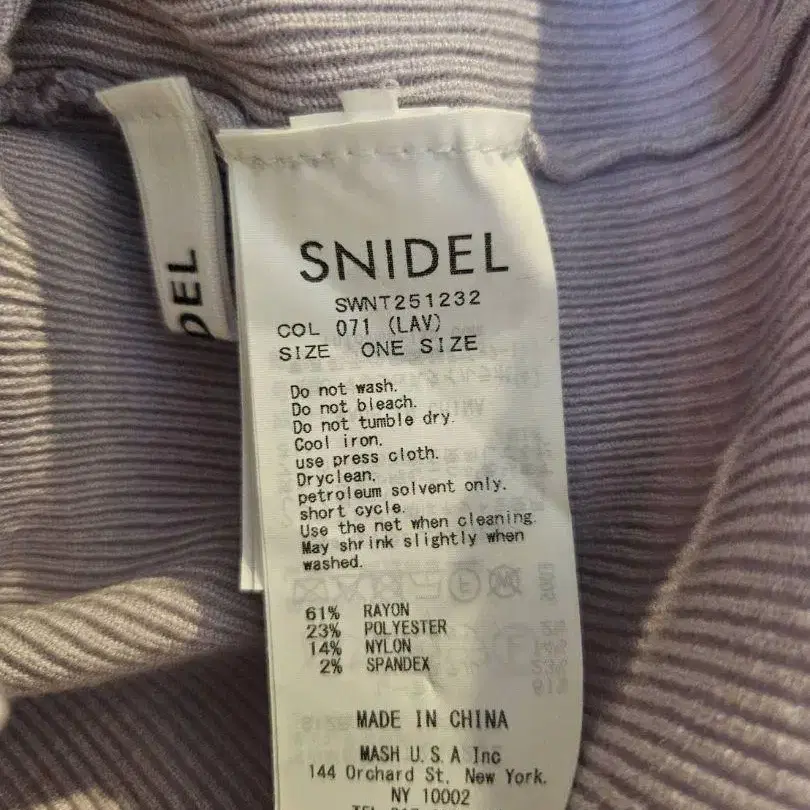 DEL
SNIDEL
SWNT251232
COL 071 (LAV)
SIZE ONE SIZE
Do not wash.
Do not bleach.
Do not tumble dry.
Cool iron.
use press cloth.
Dryclean,
petroleum solvent only.
short cycle.
Use the net when cleaning.
May shrink slightly when
washed.
61% RAYON
23% POLYESTER
14% NYLON
2% SPANDEX
MADE IN CHINA
MASH U.S.A Inc
144 Orchard St, New York.
NY 10002